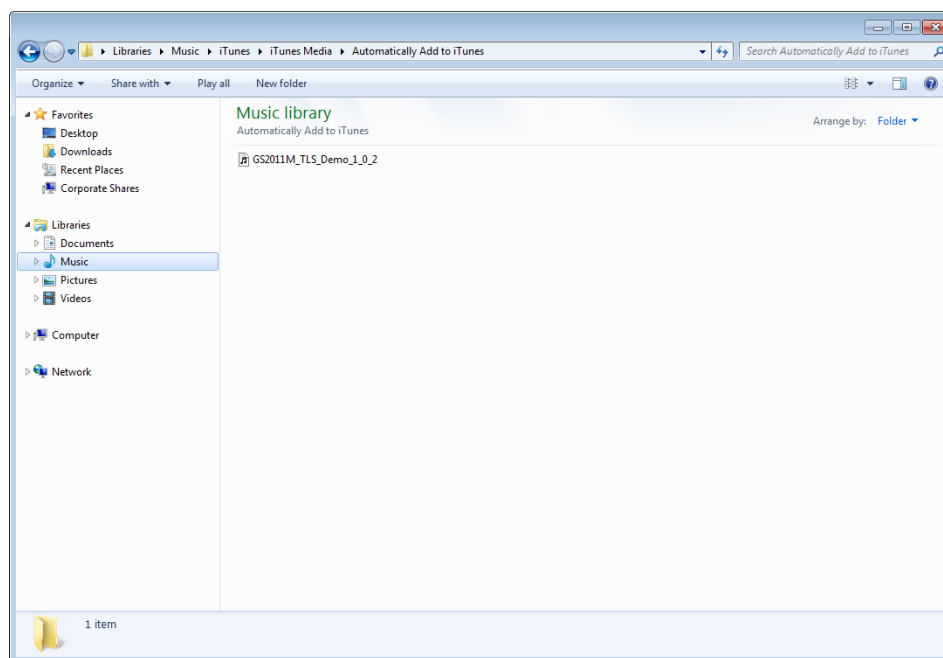 Libraries Music iTunes iTunes Media Automatically Add to iTunes
Search Automatically Add to iTunes
Organize Share with Play all New folder
Favorites
Desktop
Downloads
Recent Places
Corporate Shares
Libraries
Documents
Music
Pictures
Videos
Computer
Network
Music library
Automatically Add to iTunes
Arrange by: Folder
GS2011M_TLS_Demo_1_0_2
1 item